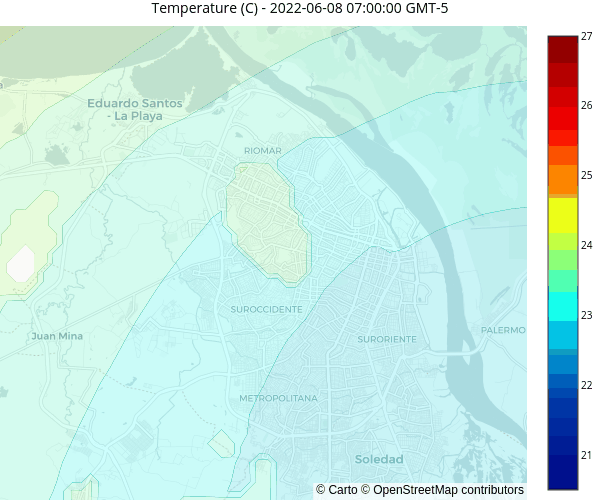 Temperature (C) - 2022-06-08 07:00:00 GMT-5
27
Eduardo Santos
- La Playa
RIOMAR
25
24
SUROCCIDENTE
23
PALERMO
Juan Mina
SURORIENTE
22
METROPOLITANA
Soledad
21
© Carto © OpenStreetMap contributors